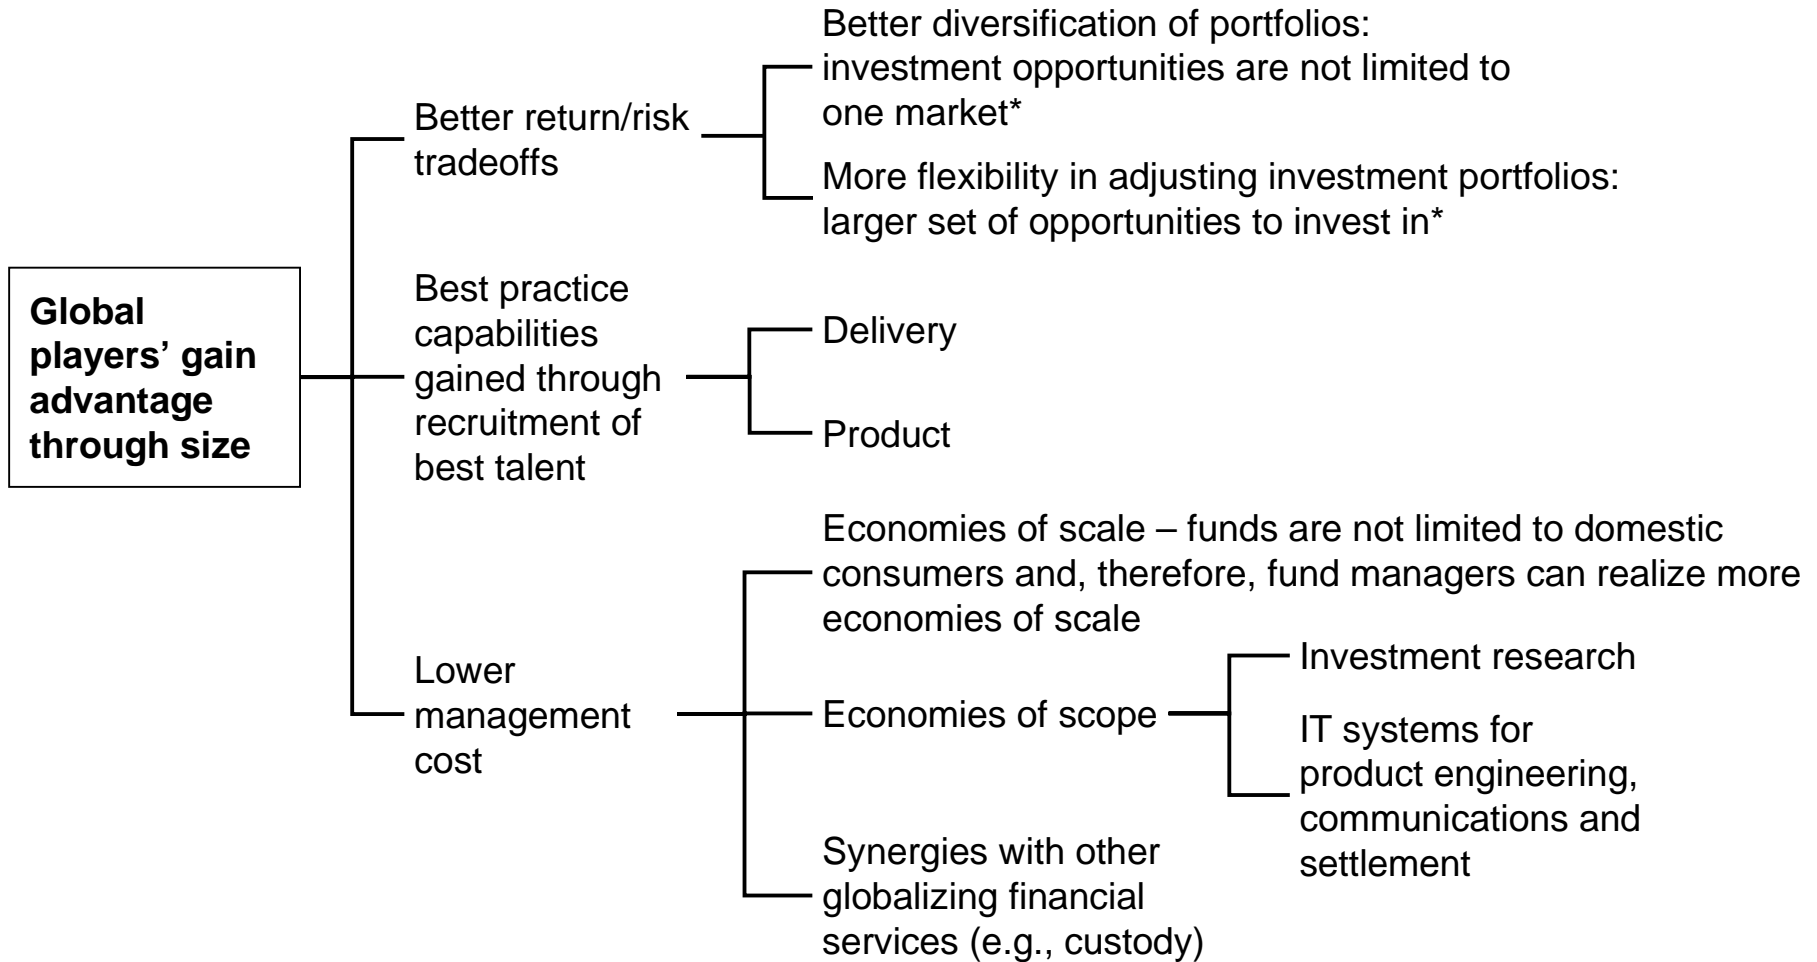 Global
players’ gain
advantage
through size
Better return/risk
tradeoffs
Better diversification of portfolios:
investment opportunities are not limited to
one market*
More flexibility in adjusting investment portfolios:
larger set of opportunities to invest in*
Best practice
capabilities
gained through
recruitment of
best talent
Delivery
Product
Lower
management
cost
Economies of scale – funds are not limited to domestic
consumers and, therefore, fund managers can realize more
economies of scale
Economies of scope
Investment research
IT systems for
product engineering,
communications and
settlement
Synergies with other
globalizing financial
services (e.g., custody)